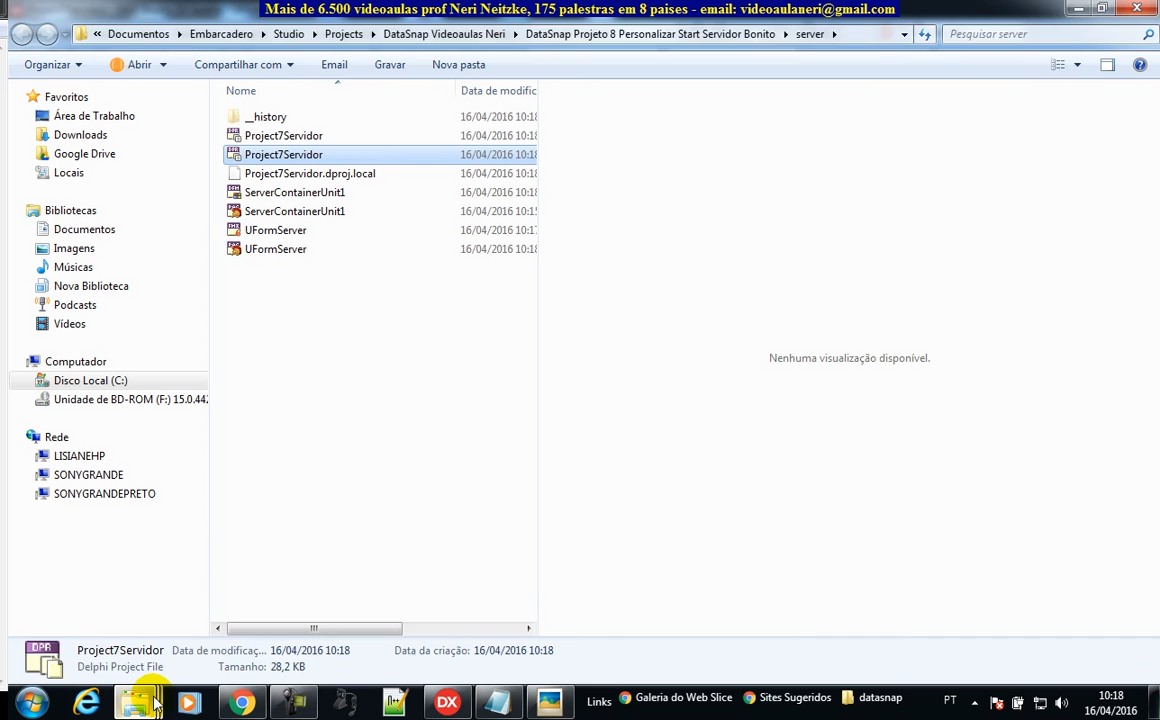 Mais de 6.500 videoaulas prof Neri Neitzke, 175 palestras em 8 paises - email: videoaulaneri@gmail.com
« Documentos Embarcadero Studio Projects DataSnap Videoaulas Neri DataSnap Projeto 8 Personalizar Start Servidor Bonito server
Pesquisar server
Organizar Abrir Compartilhar com Email Gravar Nova pasta
Nome Data de modific
Favoritos
Área de Trabalho
Downloads
Google Drive
Locais
Bibliotecas
Documentos
Imagens
Músicas
Nova Biblioteca
Podcasts
Vídeos
Computador
Disco Local (C:)
Unidade de BD-ROM (F:) 15.0.442
Rede
LISIANEHP
SONYGRANDE
SONYGRANDEPRETO
__history 16/04/2016 10:18
Project7Servidor 16/04/2016 10:18
Project7Servidor 16/04/2016 10:18
Project7Servidor.dproj.local 16/04/2016 10:18
ServerContainerUnit1 16/04/2016 10:18
ServerContainerUnit1 16/04/2016 10:15
UFormServer 16/04/2016 10:17
UFormServer 16/04/2016 10:18
Nenhuma visualização disponível.
DPR
Project7Servidor Data de modificaç... 16/04/2016 10:18 Data da criação: 16/04/2016 10:18
Delphi Project File Tamanho: 28,2 KB
DX
Links Galeria do Web Slice Sites Sugeridos datasnap PT
10:18
16/04/2016